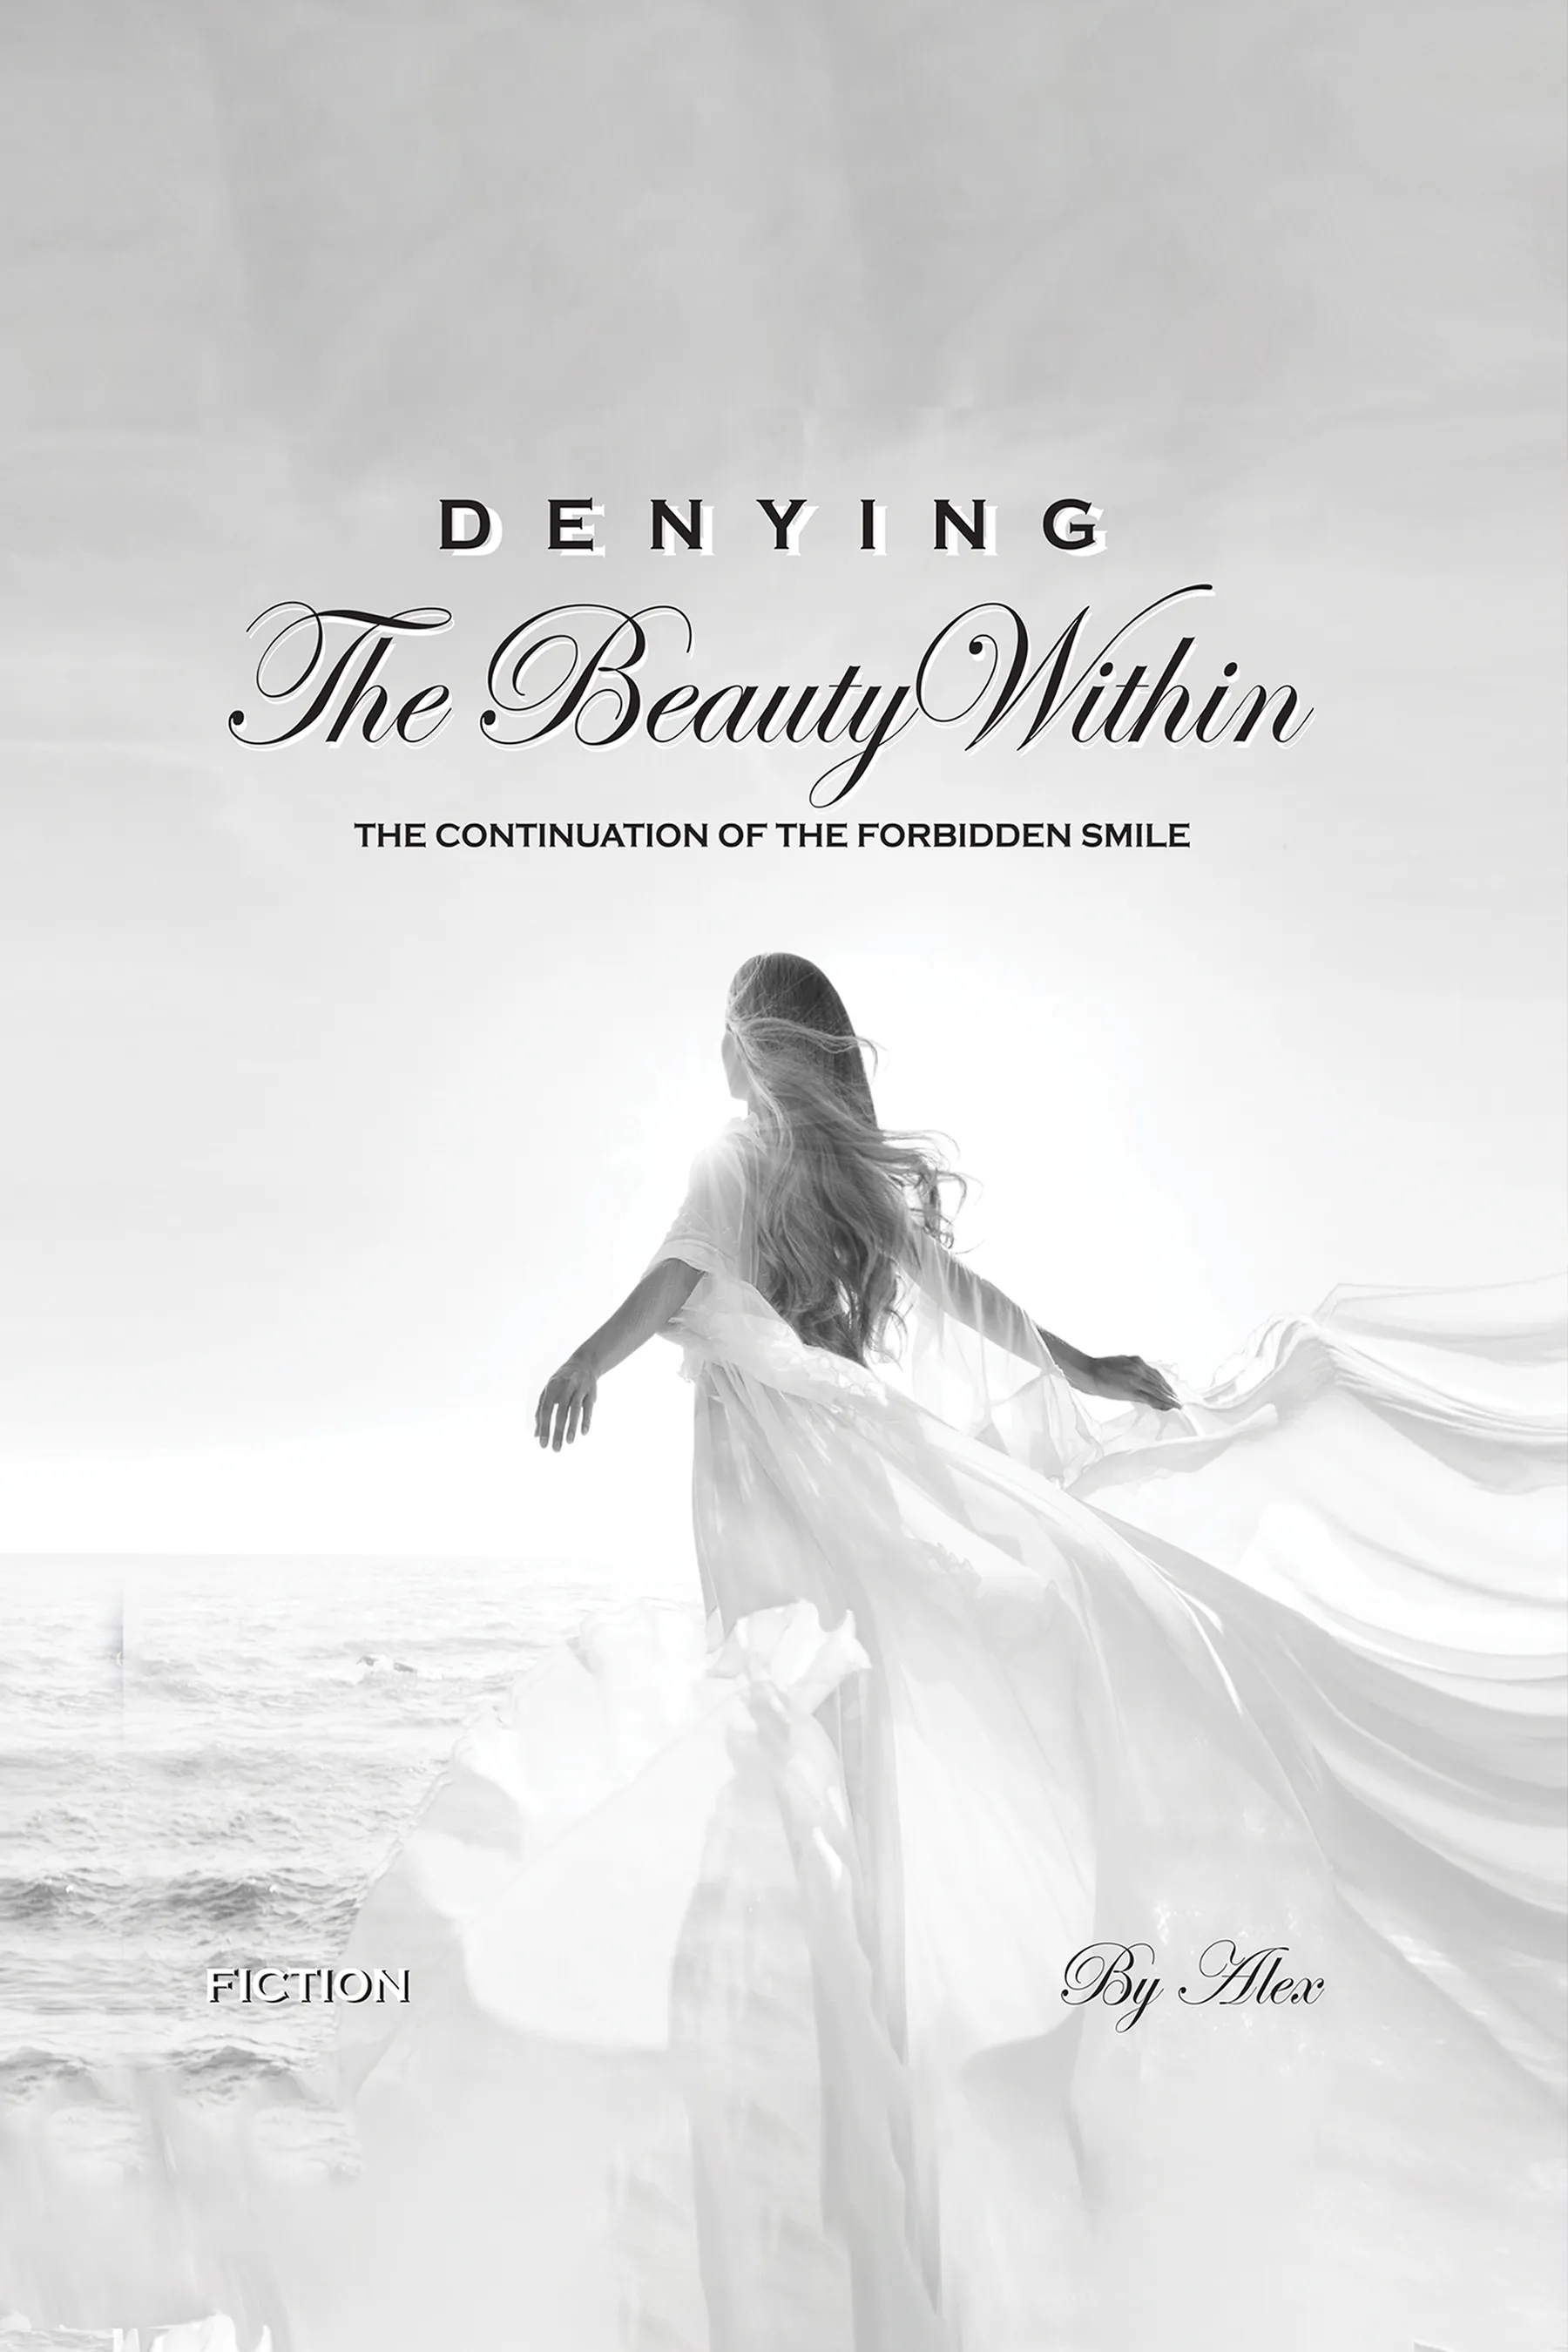 DENYING
The Beauty Within
THE CONTINUATION OF THE FORBIDDEN SMILE
FICTION
By Alex